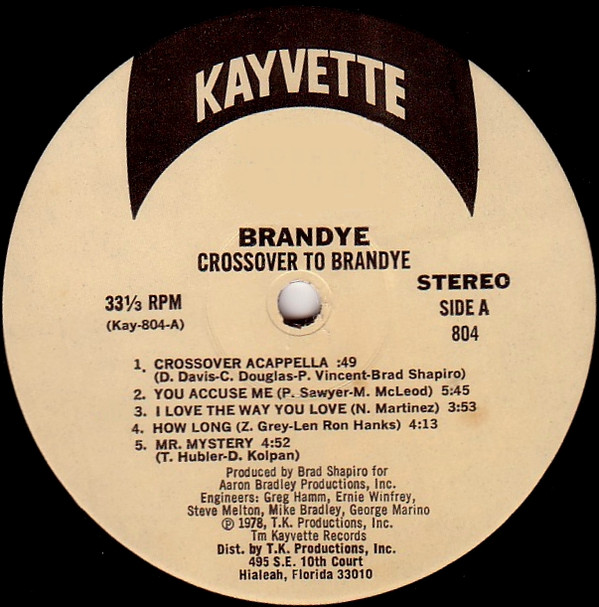 KAYVETTE
BRANDYE
CROSSOVER TO BRANDYE
33⅓ RPM
(Kay-804-A)
STEREO
SIDE A
804
1. CROSSOVER ACAPPELLA :49
(D. Davis-C. Douglas-P. Vincent-Brad Shapiro)
2. YOU ACCUSE ME (P. Sawyer-M. McLeod) 5:45
3. I LOVE THE WAY YOU LOVE (N. Martinez) 3:53
4. HOW LONG (Z. Grey-Len Ron Hanks) 4:13
5. MR. MYSTERY 4:52
(T. Hubler-D. Kolpan)
Produced by Brad Shapiro for
Aaron Bradley Productions, Inc.
Engineers: Greg Hamm, Ernie Winfrey,
Steve Melton, Mike Bradley, George Marino
℗ 1978, T.K. Productions, Inc.
Tm Kayvette Records
Dist. by T.K. Productions, Inc.
495 S.E. 10th Court
Hialeah, Florida 33010